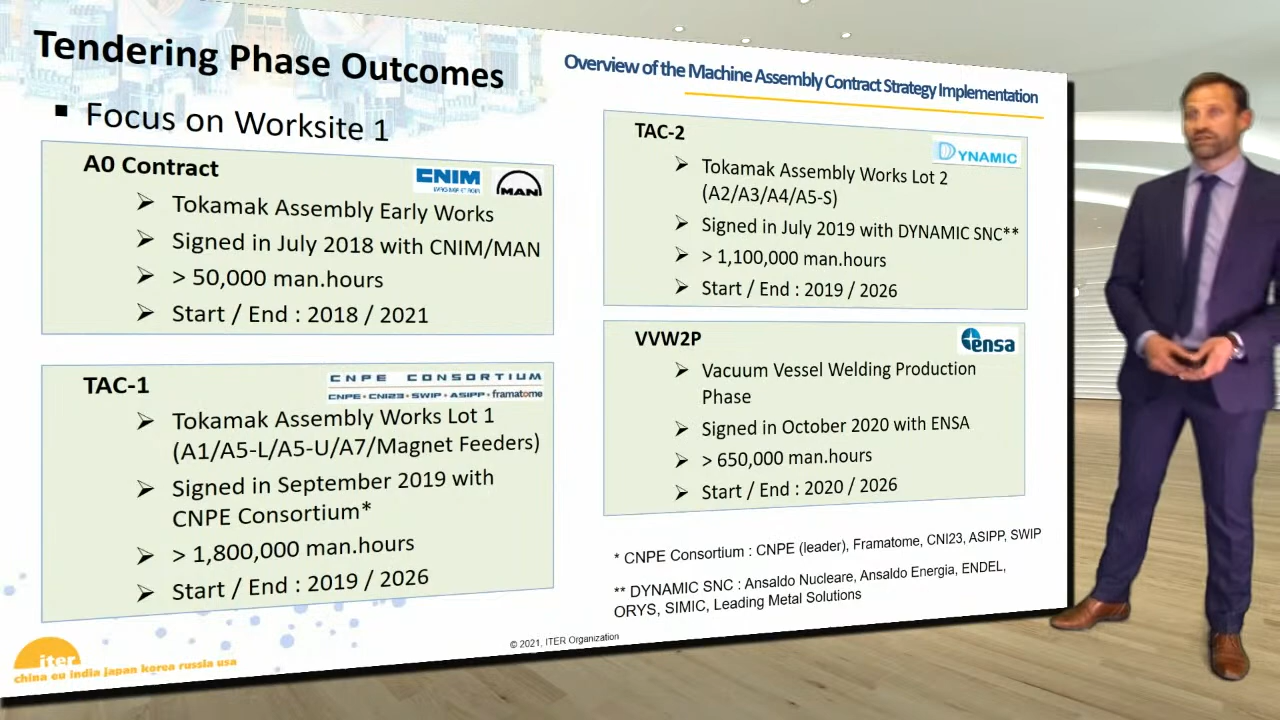 Tendering Phase Outcomes
Overview of the Machine Assembly Contract Strategy Implementation
▪ Focus on Worksite 1
A0 Contract
CNIM
MAN
➢ Tokamak Assembly Early Works
➢ Signed in July 2018 with CNIM/MAN
➢ > 50,000 man.hours
➢ Start / End : 2018 / 2021
TAC-1
CNPE CONSORTIUM
CNPE • CNI23 • SWIP • ASIPP • framatome
➢ Tokamak Assembly Works Lot 1
(A1/A5-L/A5-U/A7/Magnet Feeders)
➢ Signed in September 2019 with
CNPE Consortium*
➢ > 1,800,000 man.hours
➢ Start / End : 2019 / 2026
TAC-2
DYNAMIC
➢ Tokamak Assembly Works Lot 2
(A2/A3/A4/A5-S)
➢ Signed in July 2019 with DYNAMIC SNC**
➢ > 1,100,000 man.hours
➢ Start / End : 2019 / 2026
VVW2P
ensa
➢ Vacuum Vessel Welding Production
Phase
➢ Signed in October 2020 with ENSA
➢ > 650,000 man.hours
➢ Start / End : 2020 / 2026
* CNPE Consortium : CNPE (leader), Framatome, CNI23, ASIPP, SWIP
** DYNAMIC SNC : Ansaldo Nucleare, Ansaldo Energia, ENDEL,
ORYS, SIMIC, Leading Metal Solutions
© 2021, ITER Organization
iter
china eu india japan korea russia usa